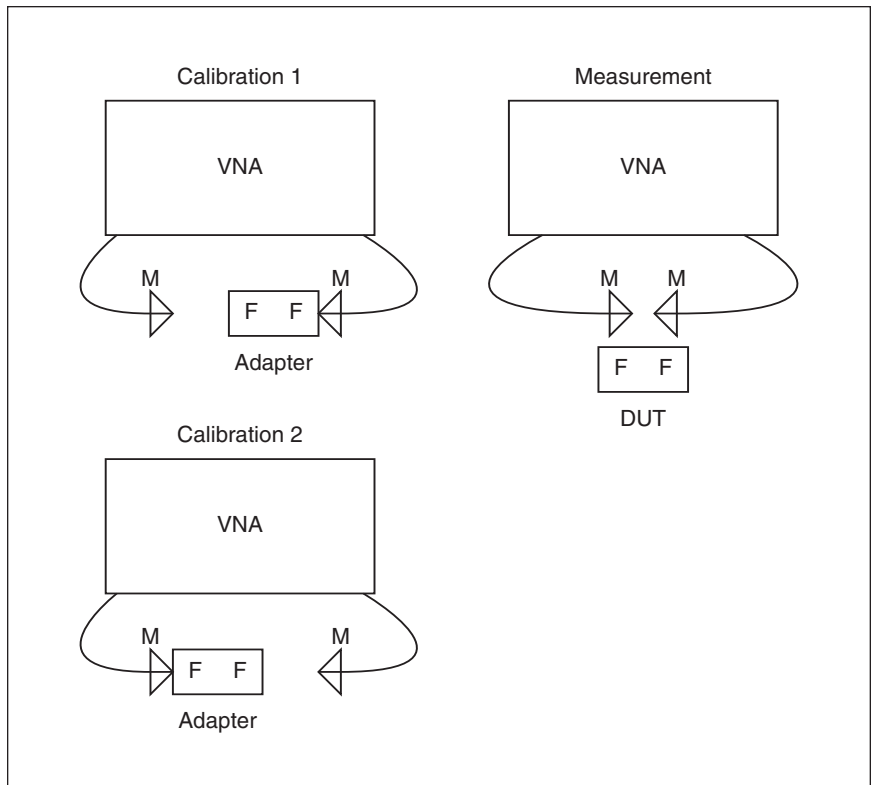 Calibration 1
VNA
M
M
F F
Adapter
Measurement
VNA
M M
F F
DUT
Calibration 2
VNA
M
M
F F
Adapter